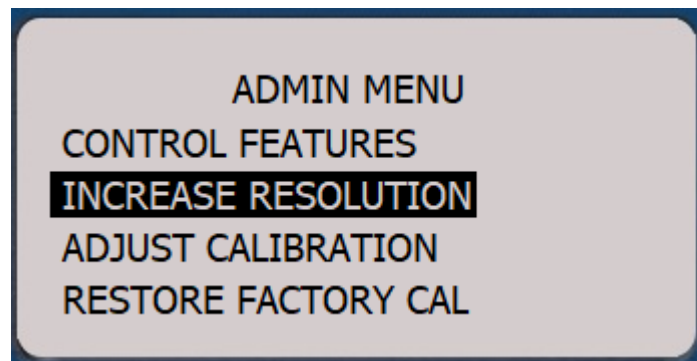 ADMIN MENU
CONTROL FEATURES
INCREASE RESOLUTION
ADJUST CALIBRATION
RESTORE FACTORY CAL